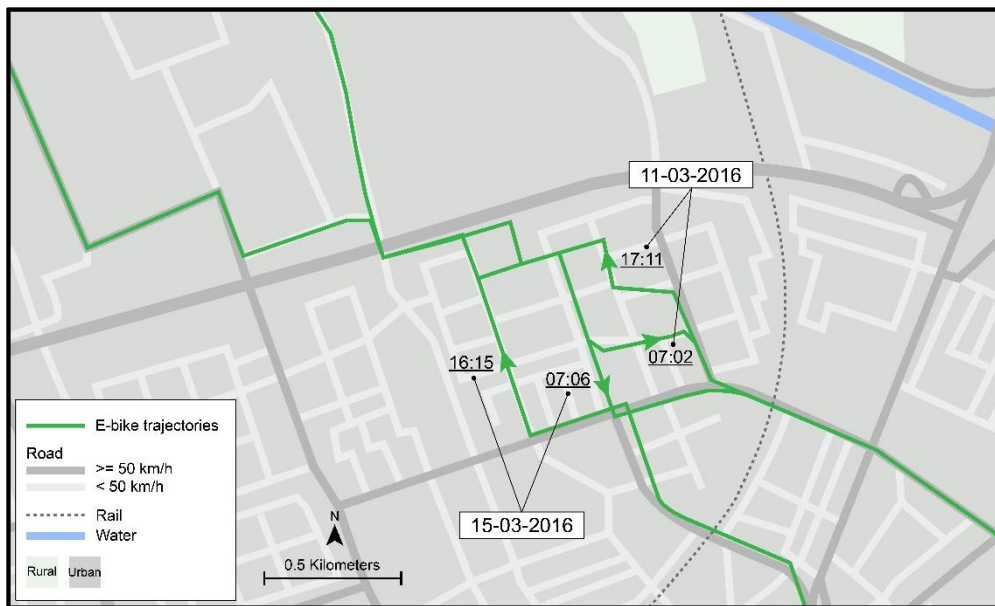 11-03-2016
17:11
07:02
16:15
07:06
15-03-2016
E-bike trajectories
Road
>= 50 km/h
< 50 km/h
Rail
Water
Rural
Urban
N
0.5 Kilometers